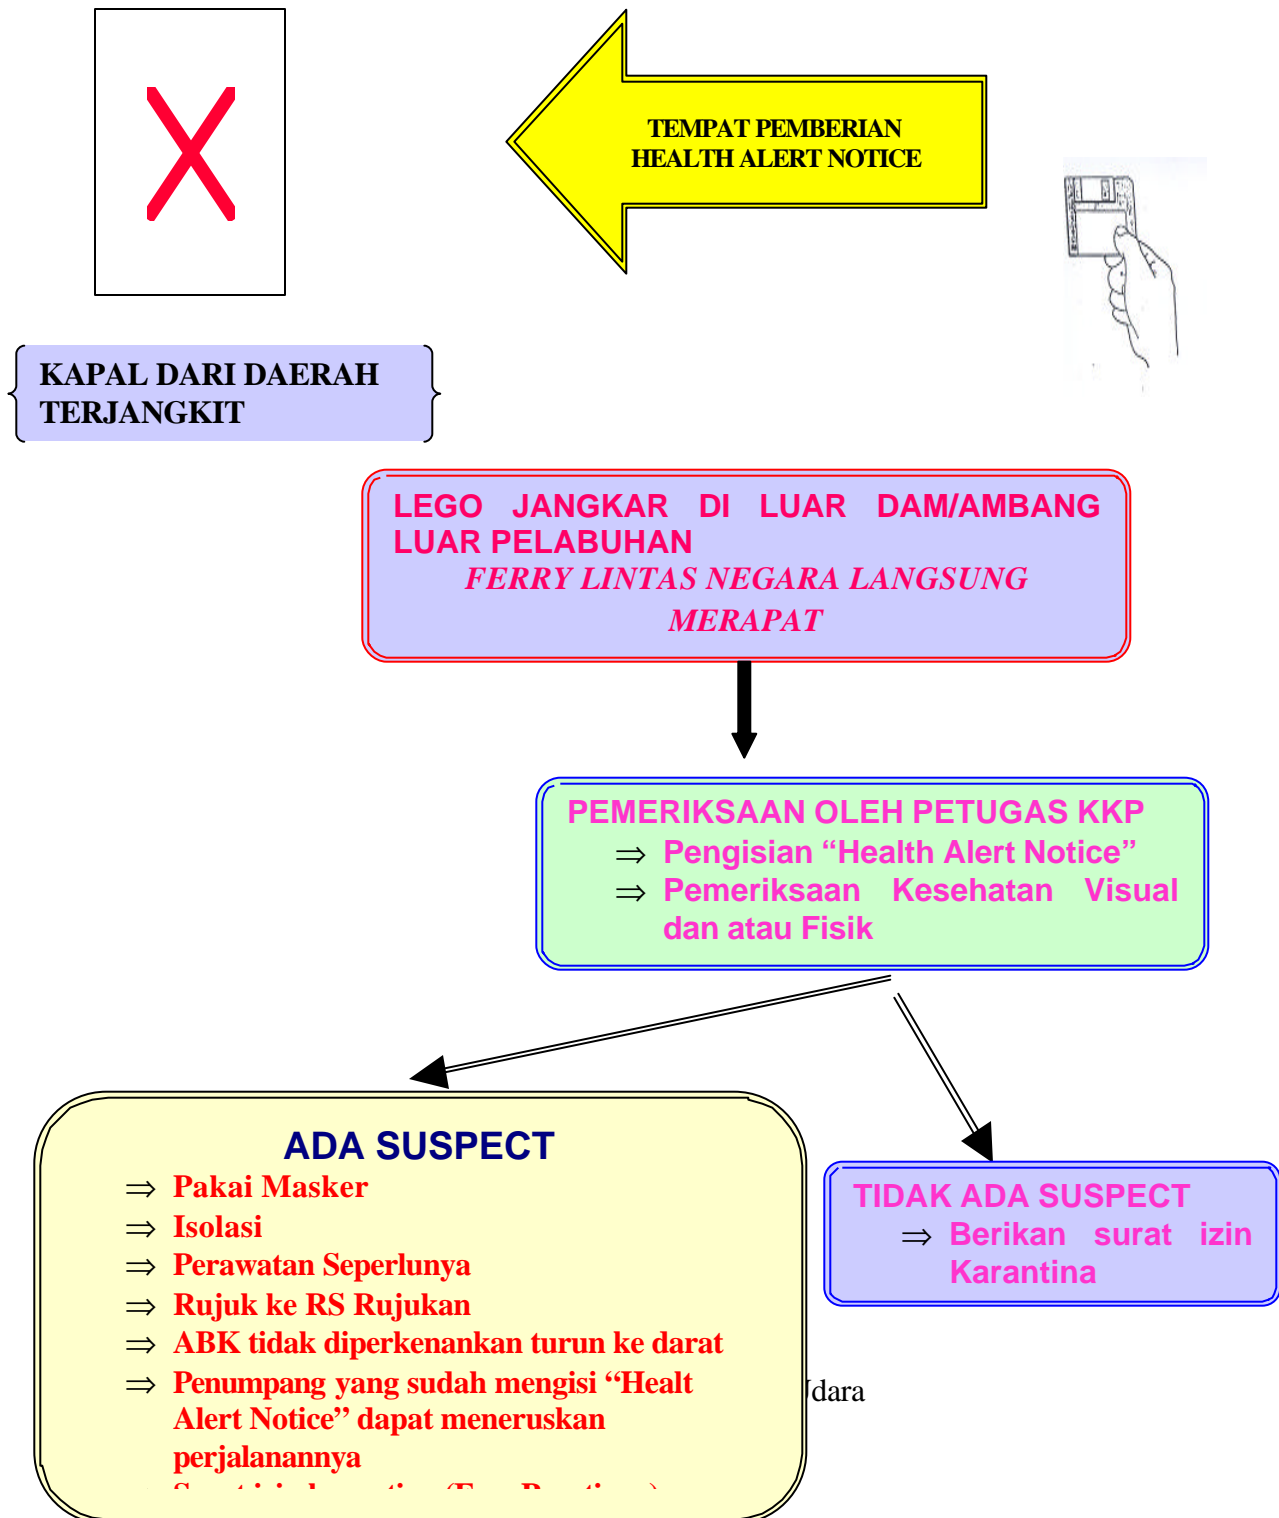 TEMPAT PEMBERIAN
HEALTH ALERT NOTICE
KAPAL DARI DAERAH
TERJANGKIT
LEGO JANGKAR DI LUAR DAM/AMBANG
LUAR PELABUHAN
FERRY LINTAS NEGARA LANGSUNG
MERAPAT
PEMERIKSAAN OLEH PETUGAS KKP
⇒ Pengisian “Health Alert Notice”
⇒ Pemeriksaan Kesehatan Visual
dan atau Fisik
ADA SUSPECT
⇒ Pakai Masker
⇒ Isolasi
⇒ Perawatan Seperlunya
⇒ Rujuk ke RS Rujukan
⇒ ABK tidak diperkenankan turun ke darat
⇒ Penumpang yang sudah mengisi “Healt
Alert Notice” dapat meneruskan
perjalanannya
TIDAK ADA SUSPECT
⇒ Berikan surat izin
Karantina